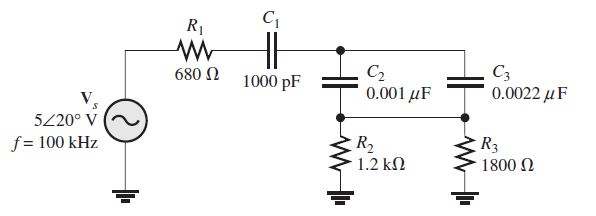 R1
680 Ω
C1
1000 pF
Vs
5∠20° V
f = 100 kHz
C2
0.001 μF
C3
0.0022 μF
R2
1.2 kΩ
R3
1800 Ω